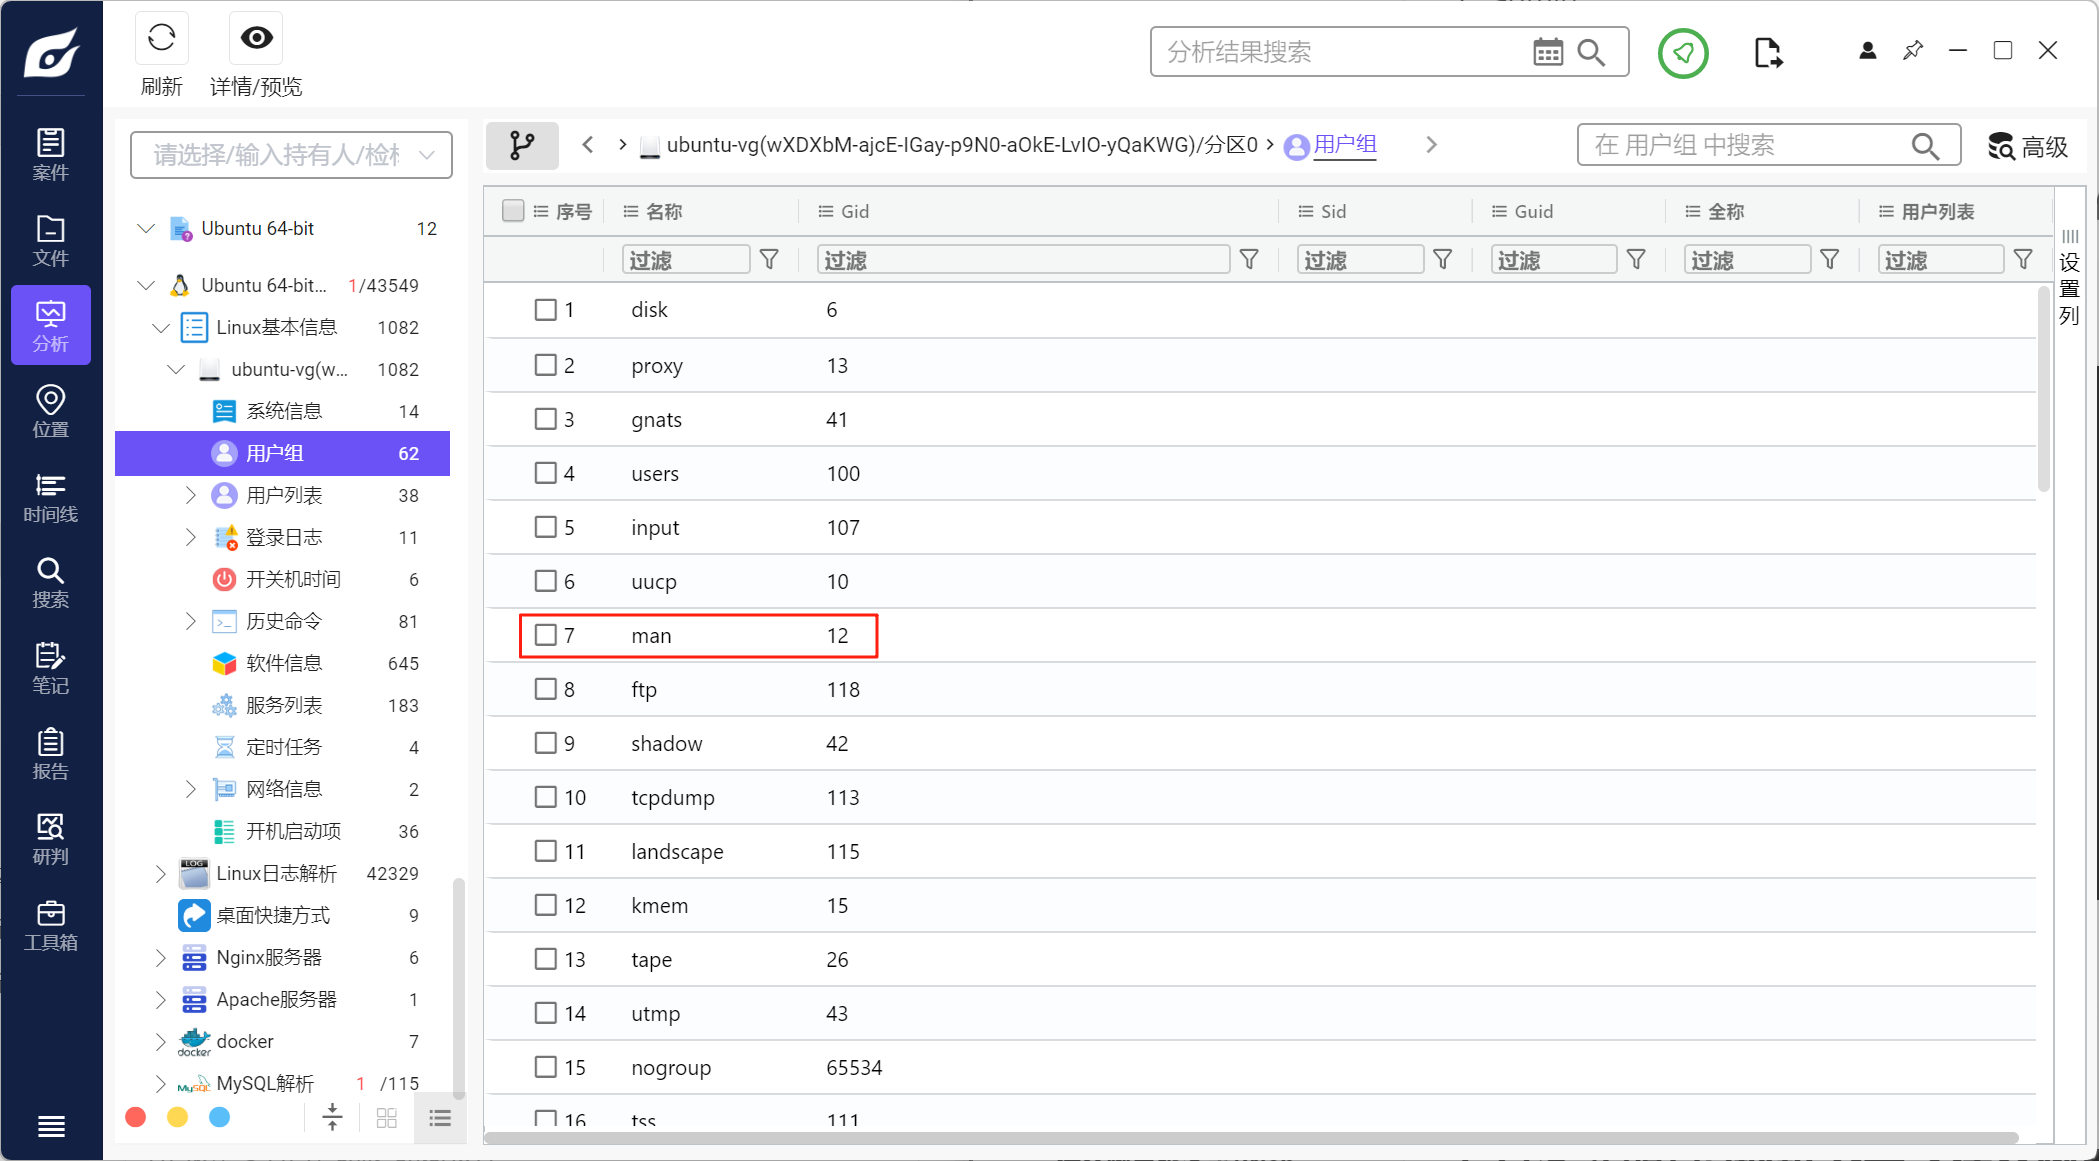 刷新
详情/预览
分析结果搜索
案件
文件
分析
位置
时间线
搜索
笔记
报告
研判
工具箱
请选择/输入持有人/检材
Ubuntu 64-bit 12
Ubuntu 64-bit... 1/43549
Linux基本信息 1082
ubuntu-vg(w... 1082
系统信息 14
用户组 62
用户列表 38
登录日志 11
开关机时间 6
历史命令 81
软件信息 645
服务列表 183
定时任务 4
网络信息 2
开机启动项 36
LOG Linux日志解析 42329
桌面快捷方式 9
Nginx服务器 6
Apache服务器 1
docker docker 7
MySQL MySQL解析 1 /115
ubuntu-vg(wXDXbM-ajcE-IGay-p9N0-aOkE-LvIO-yQaKWG)/分区0 用户组
在 用户组 中搜索
高级
序号 名称 Gid Sid Guid 全称 用户列表
过滤 过滤 过滤 过滤 过滤 过滤
设置列
1 disk 6
2 proxy 13
3 gnats 41
4 users 100
5 input 107
6 uucp 10
7 man 12
8 ftp 118
9 shadow 42
10 tcpdump 113
11 landscape 115
12 kmem 15
13 tape 26
14 utmp 43
15 nogroup 65534
16 tss 111